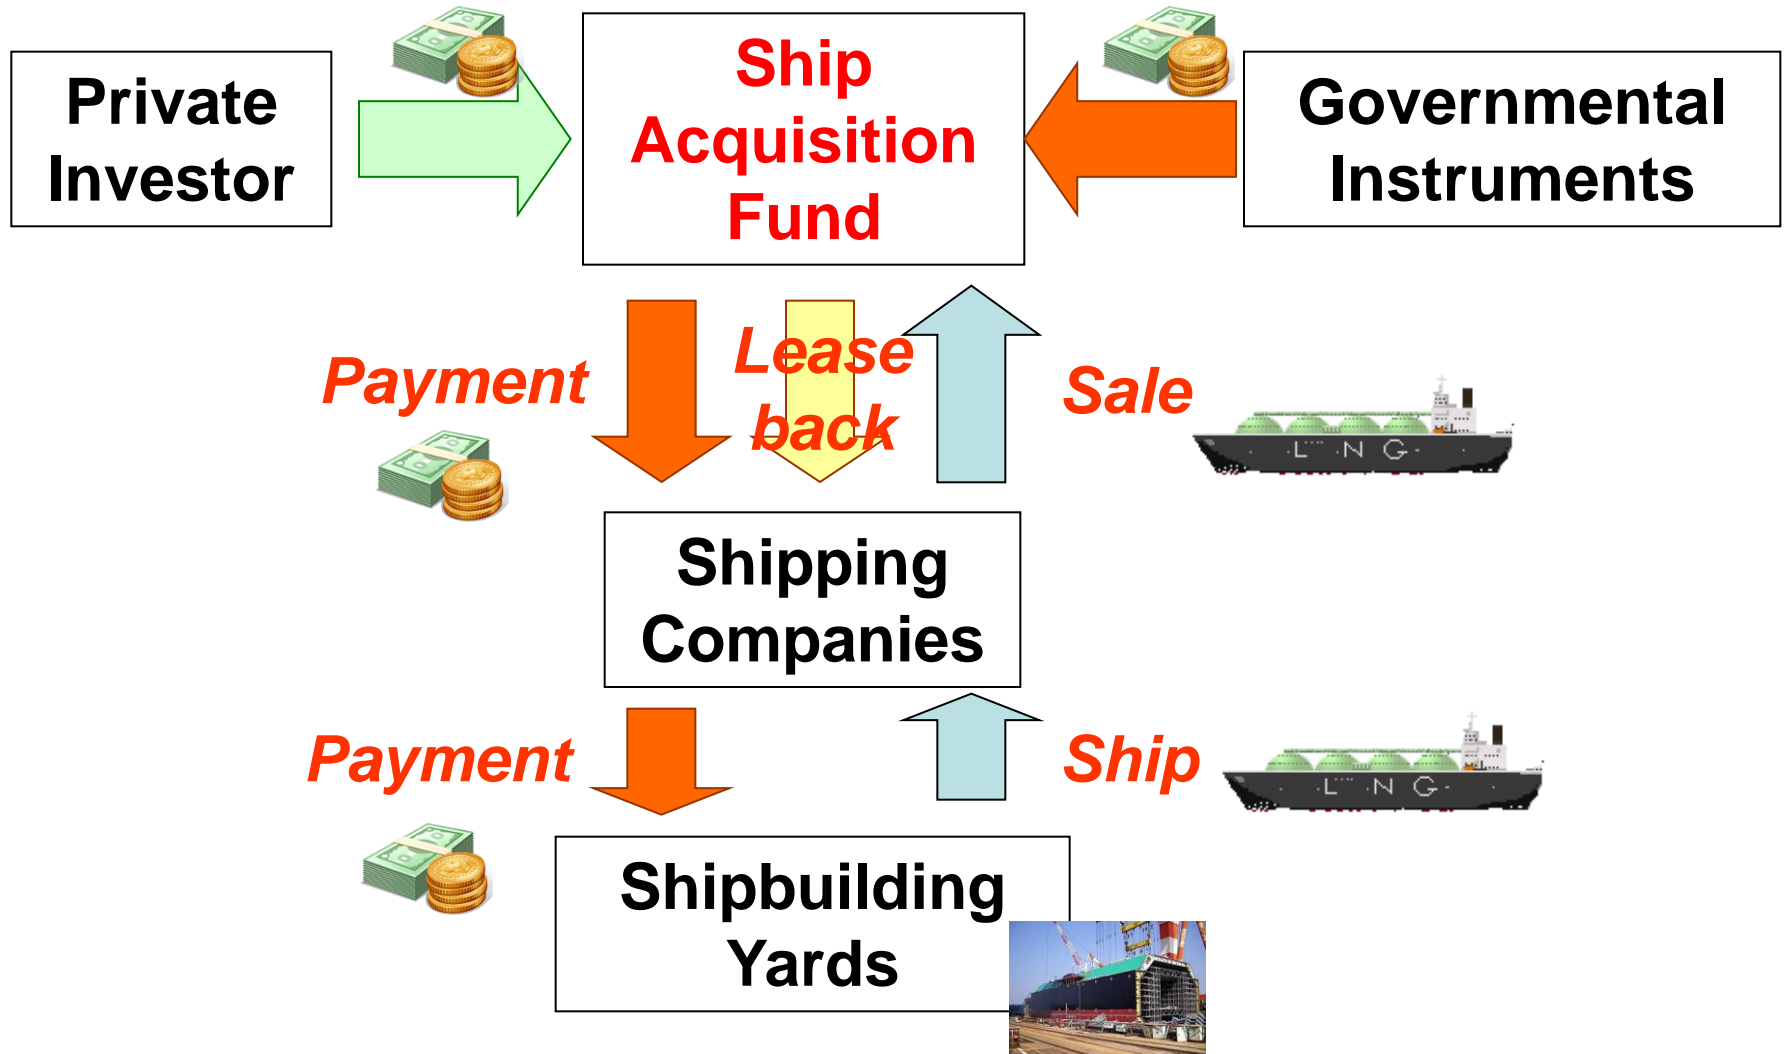 Private
Investor
Ship
Acquisition
Fund
Governmental
Instruments
Payment
Lease
back
Sale
L N G
Shipping
Companies
Payment
Ship
L N G
Shipbuilding
Yards